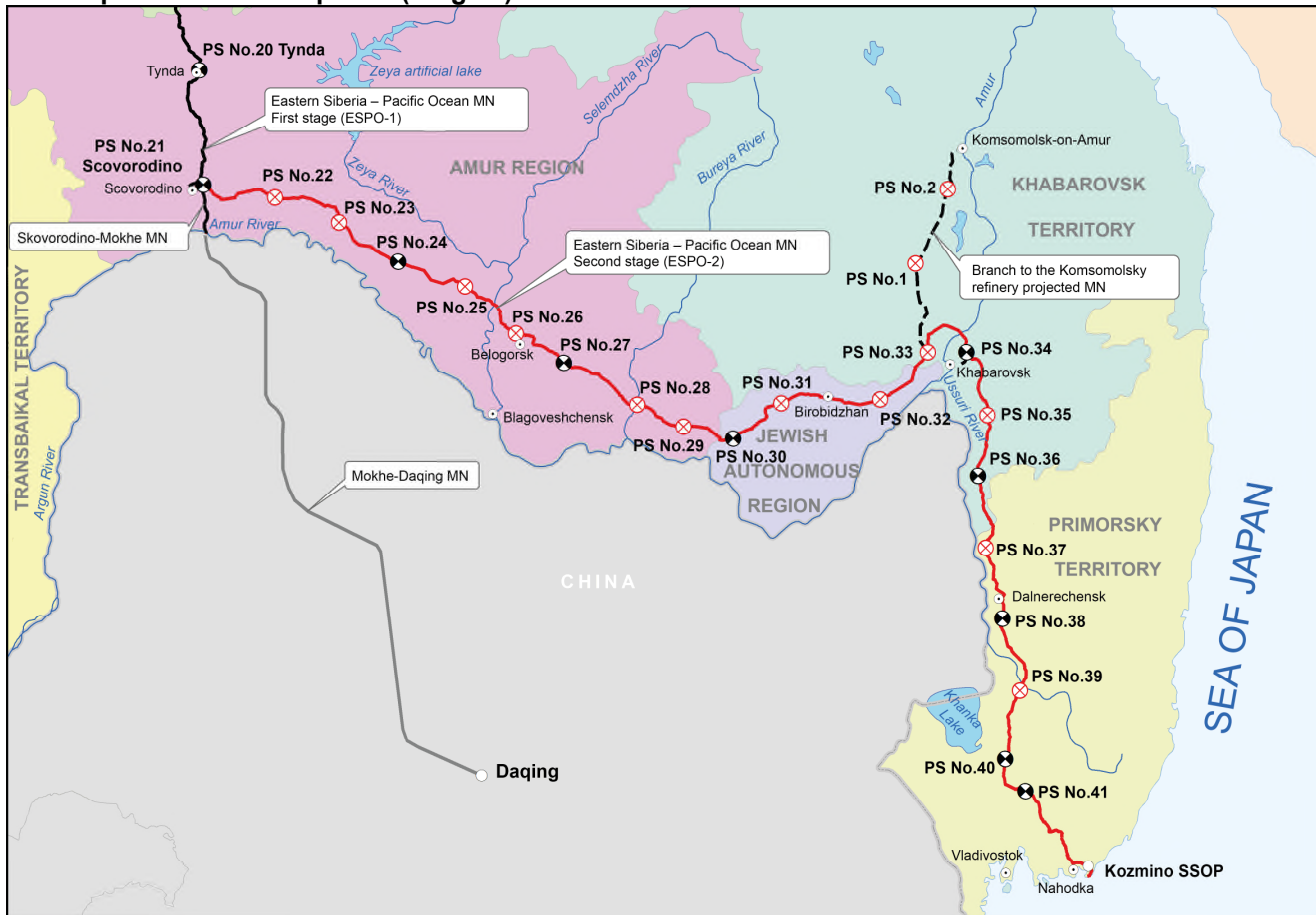 PS No.20 Tynda
Tynda
Zeya artificial lake
Selemdzha River
Eastern Siberia – Pacific Ocean MN
First stage (ESPO-1)
PS No.21
Scovorodino
Scovorodino
PS No.22
Zeya River
AMUR REGION
Bureya River
Amur
Komsomolsk-on-Amur
PS No.2
KHABAROVSK
TERRITORY
PS No.23
Amur River
Skovorodino-Mokhe MN
PS No.24
Eastern Siberia – Pacific Ocean MN
Second stage (ESPO-2)
PS No.1
Branch to the Komsomolsky
refinery projected MN
TRANSBAIKAL TERRITORY
Argun River
PS No.25
PS No.26
Belogorsk
PS No.27
PS No.33
PS No.34
Khabarovsk
Ussuri River
PS No.28
PS No.31
Birobidzhan
Blagoveshchensk
PS No.32
PS No.35
PS No.29
PS No.30
JEWISH
AUTONOMOUS
REGION
PS No.36
Mokhe-Daqing MN
PRIMORSKY
TERRITORY
PS No.37
CHINA
Dalnerechensk
PS No.38
SEA OF JAPAN
PS No.39
Khanka
Lake
PS No.40
Daqing
PS No.41
Vladivostok
Nahodka
Kozmino SSOP